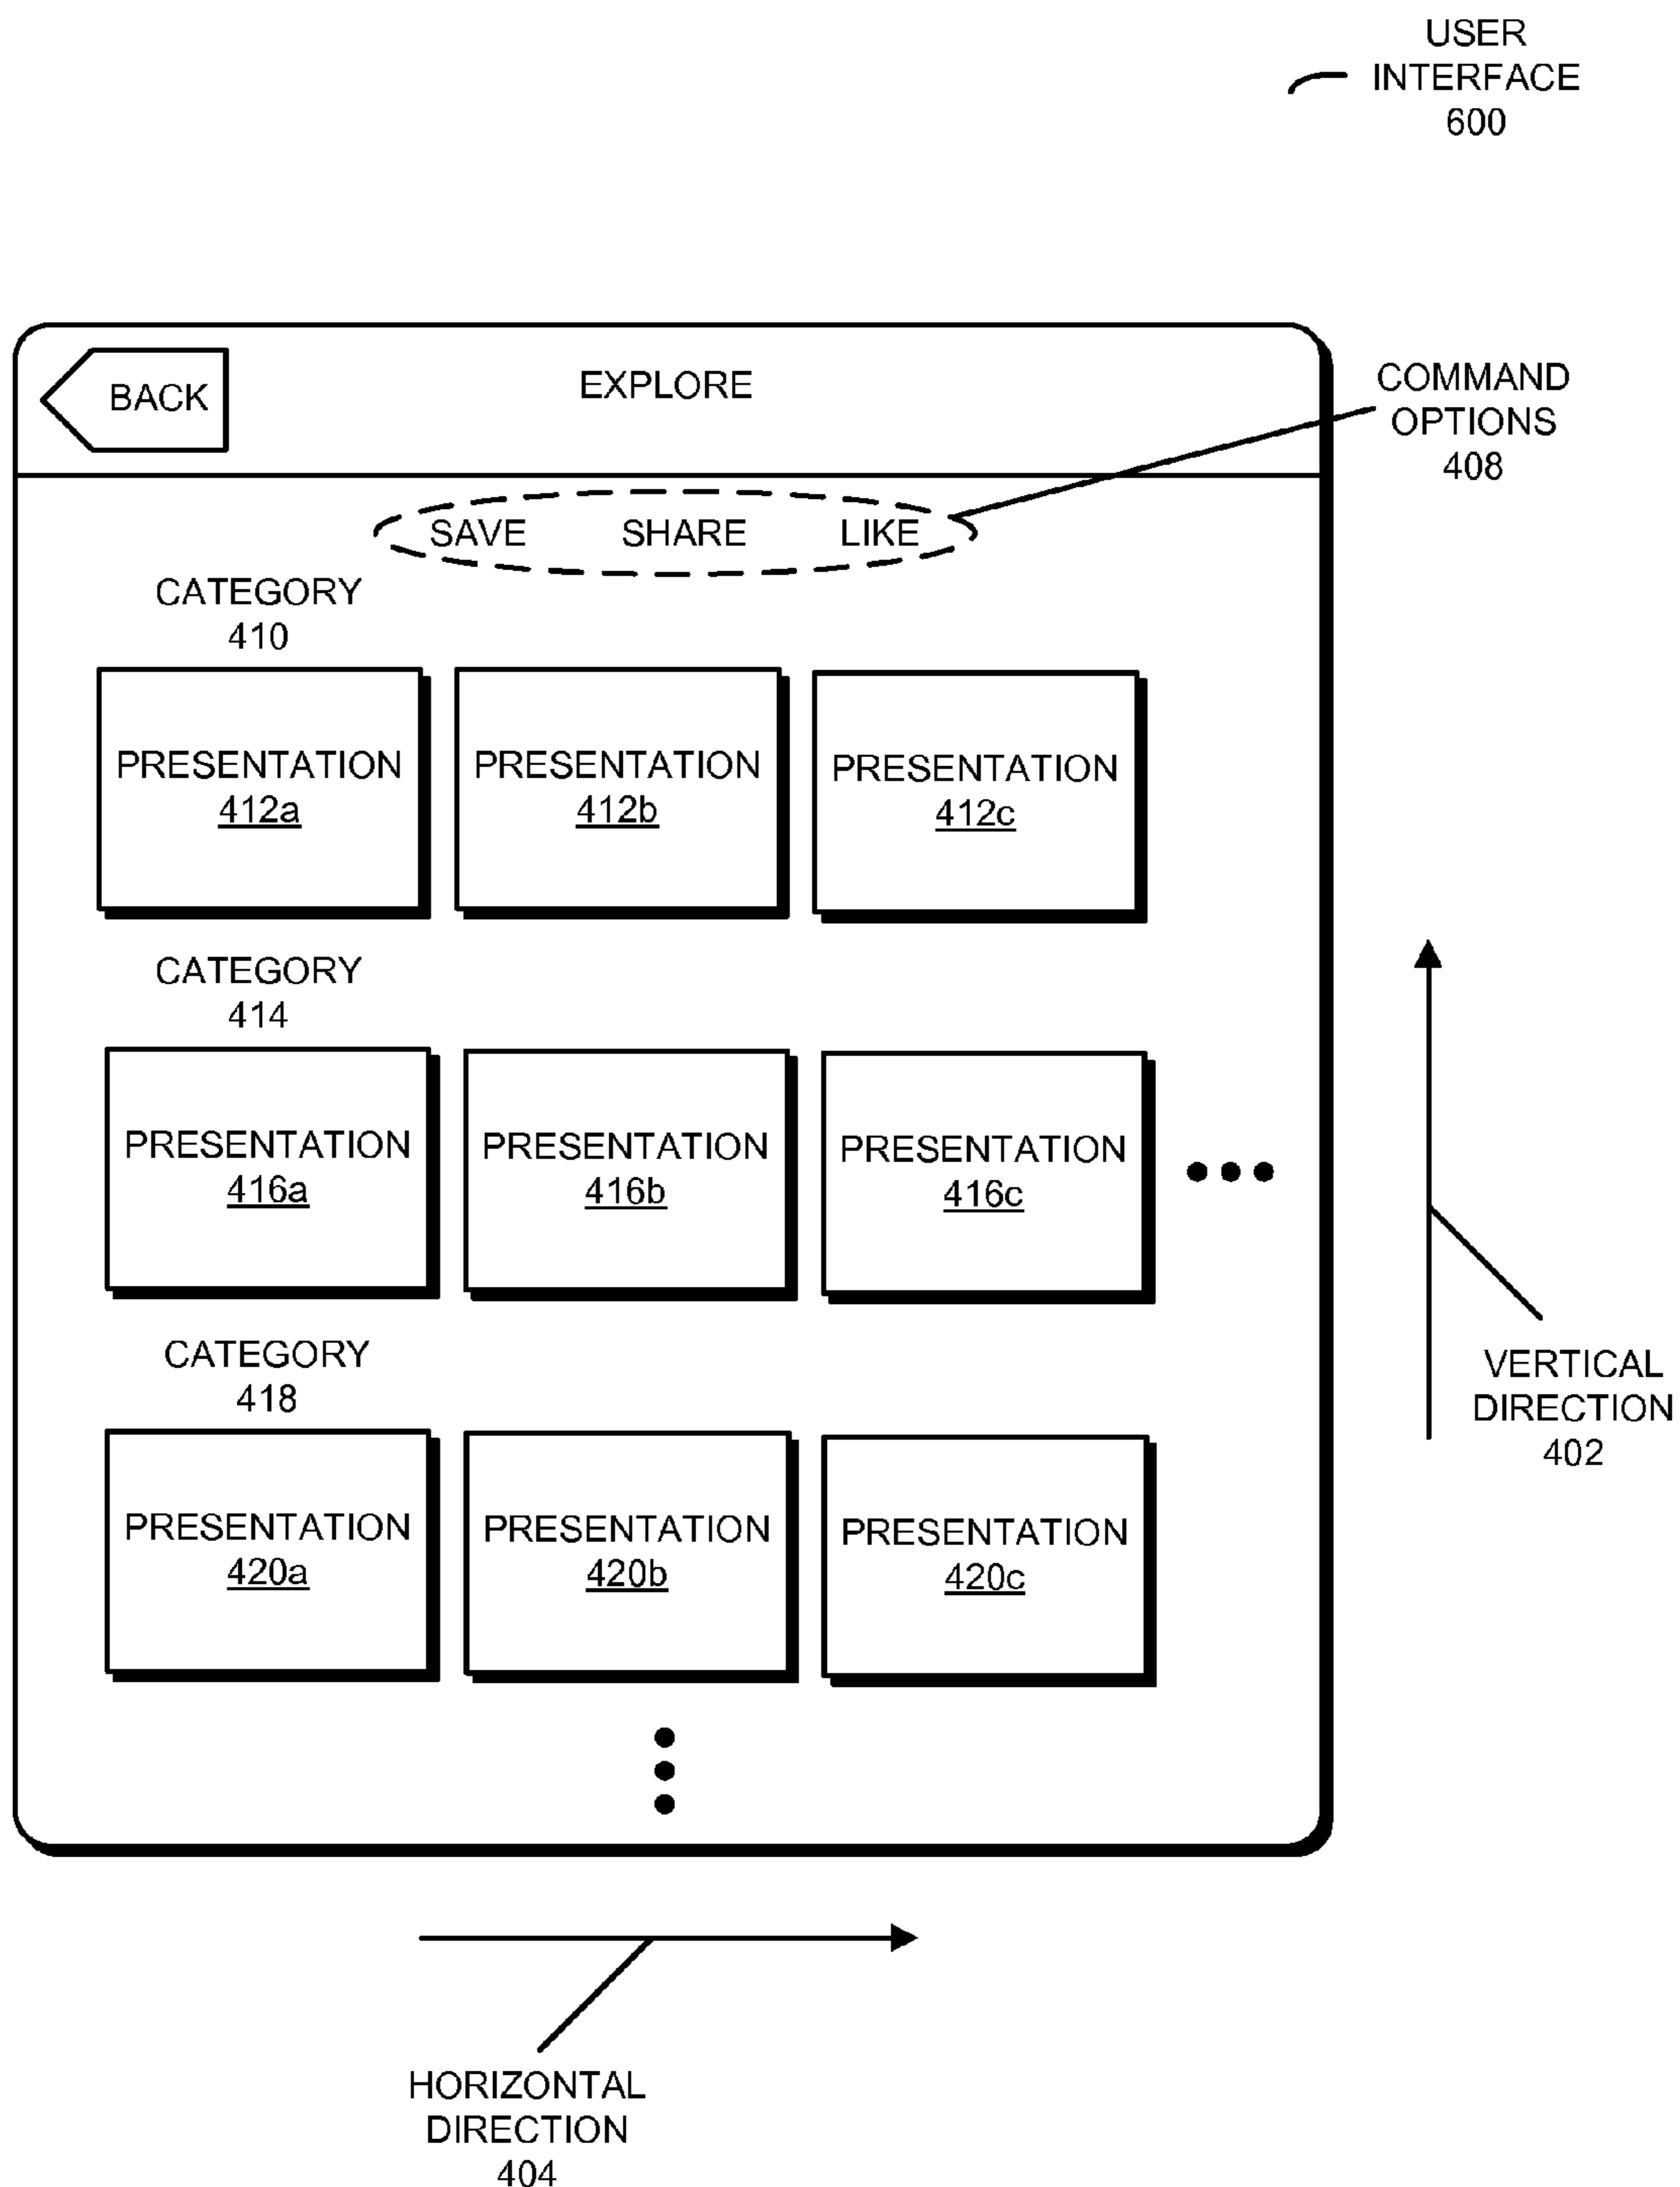 USER
INTERFACE
600
BACK
EXPLORE
COMMAND
OPTIONS
408
SAVE SHARE LIKE
CATEGORY
410
PRESENTATION
412a
PRESENTATION
412b
PRESENTATION
412c
CATEGORY
414
PRESENTATION
416a
PRESENTATION
416b
PRESENTATION
416c
CATEGORY
418
VERTICAL
DIRECTION
402
PRESENTATION
420a
PRESENTATION
420b
PRESENTATION
420c
HORIZONTAL
DIRECTION
404